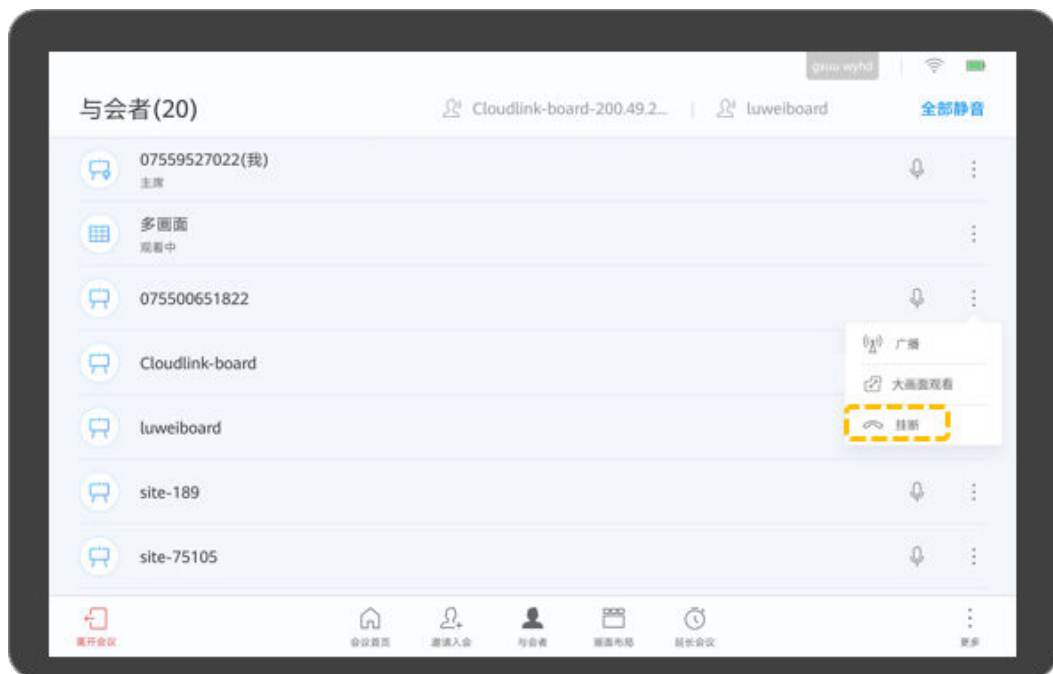 gxuu wyhd
与会者(20)
Cloudlink-board-200.49.2...
luweiboard
全部静音
07559527022(我)
主席
多画面
观看中
075500651822
广播
Cloudlink-board
大画面观看
luweiboard
挂断
site-189
site-75105
离开会议
会议首页
邀请入会
与会者
画面布局
延长会议
更多